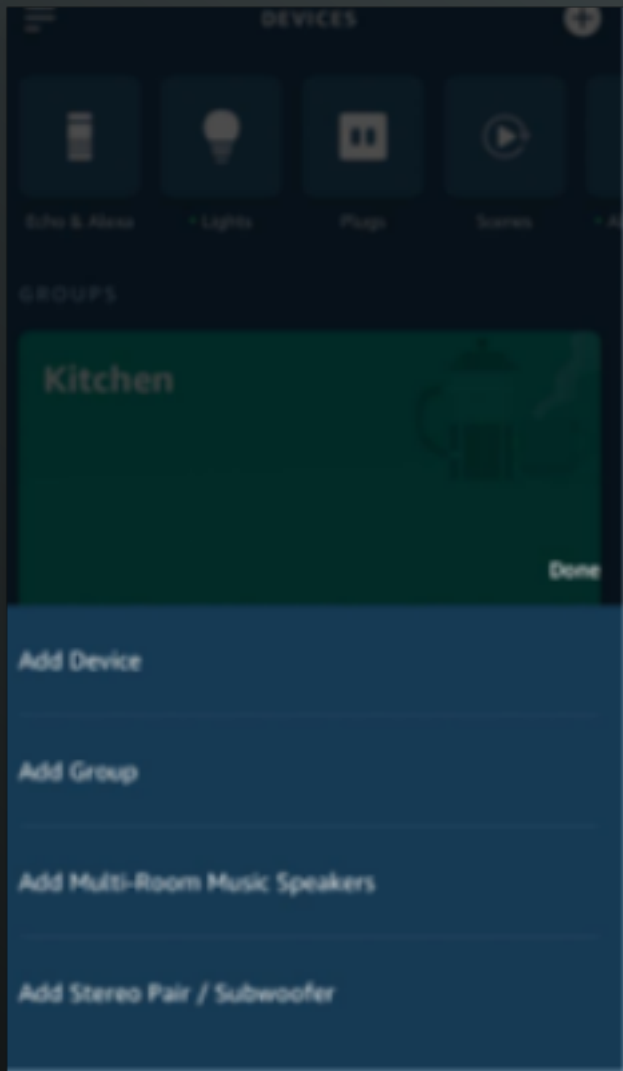 DEVICES
Echo & Alexa
Lights
Plugs
Scenes
GROUPS
Kitchen
Done
Add Device
Add Group
Add Multi-Room Music Speakers
Add Stereo Pair / Subwoofer